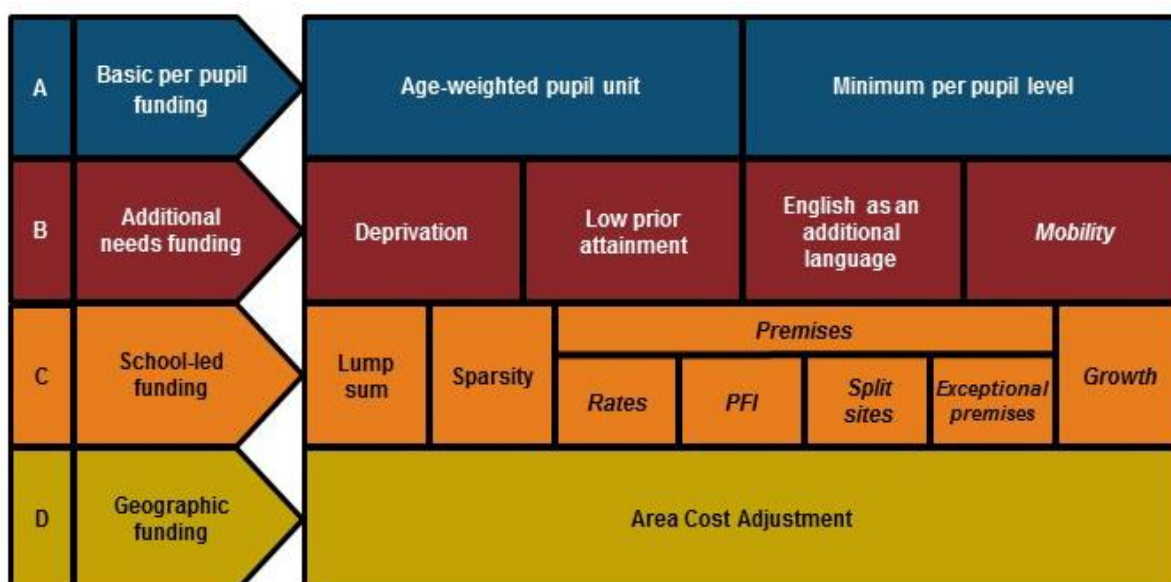 A
Basic per pupil
funding
Age-weighted pupil unit
Minimum per pupil level
B
Additional
needs funding
Deprivation
Low prior
attainment
English as an
additional
language
Mobility
C
School-led
funding
Lump
sum
Sparsity
Premises
Rates
PFI
Split
sites
Exceptional
premises
Growth
D
Geographic
funding
Area Cost Adjustment